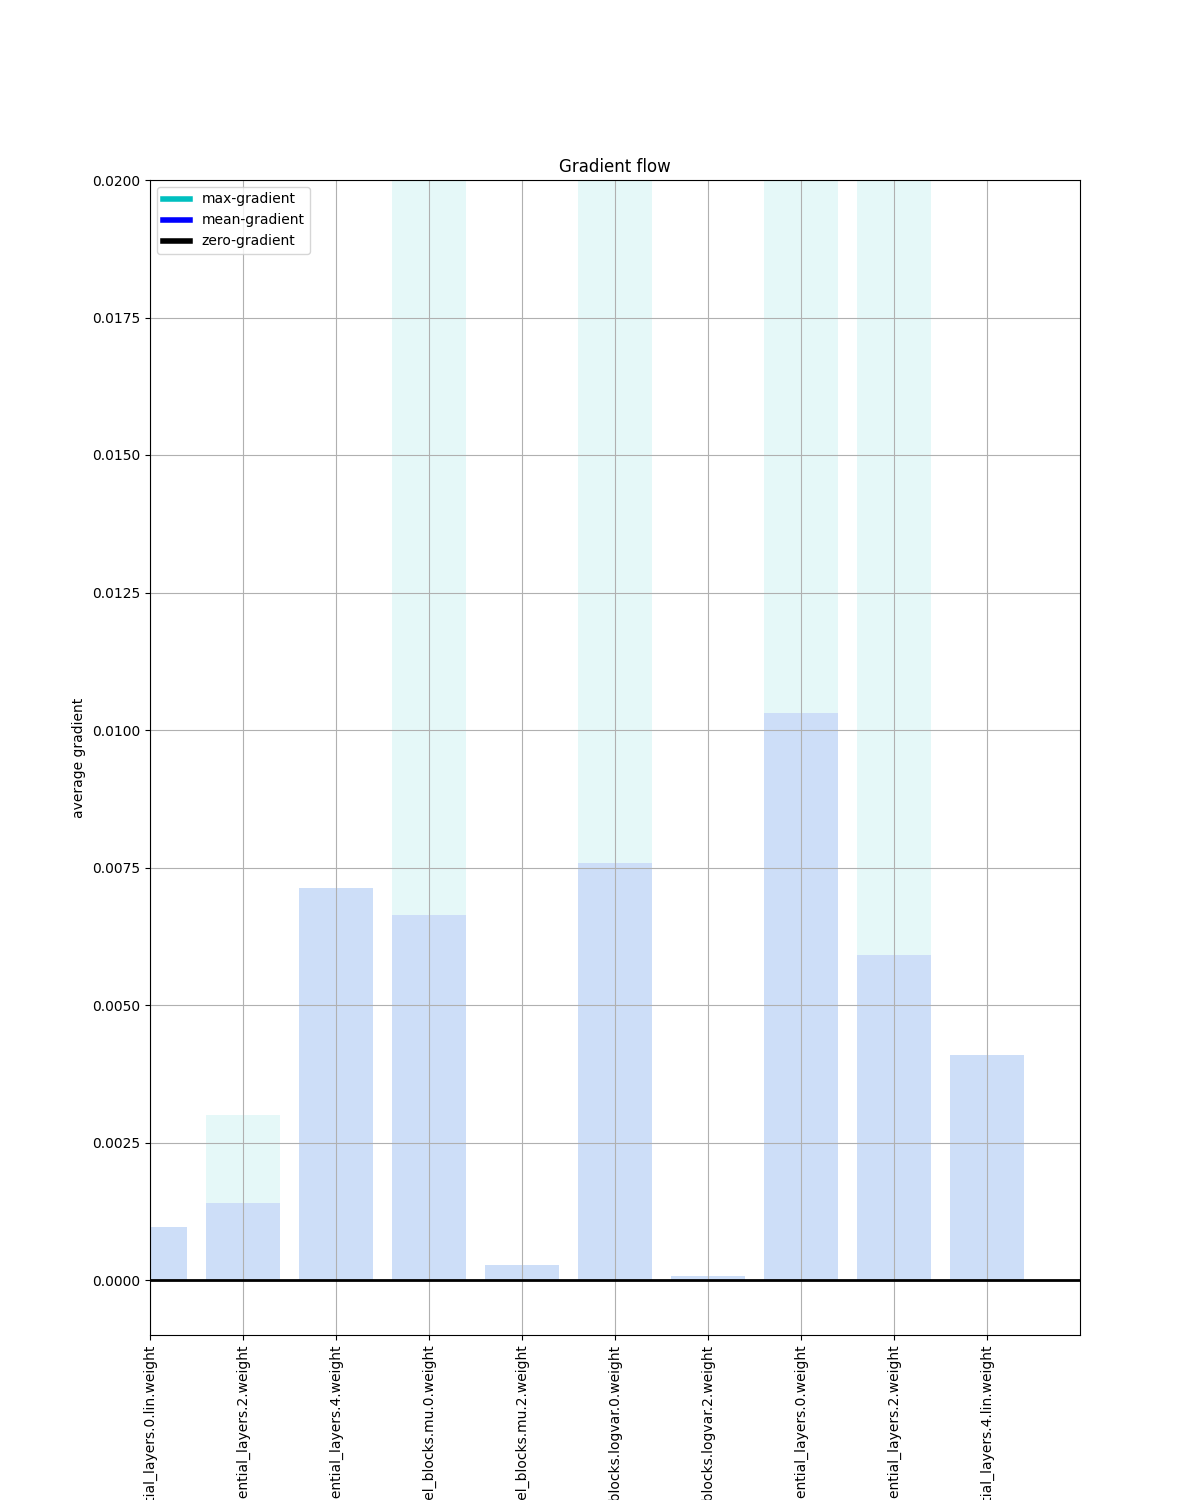 Gradient flow
max-gradient
mean-gradient
zero-gradient
0.0200
0.0175
0.0150
0.0125
0.0100
0.0075
0.0050
0.0025
0.0000
average gradient
tial_layers.0.lin.weight
ential_layers.2.weight
ential_layers.4.weight
el_blocks.mu.0.weight
el_blocks.mu.2.weight
blocks.logvar.0.weight
blocks.logvar.2.weight
ential_layers.0.weight
ential_layers.2.weight
tial_layers.4.lin.weight